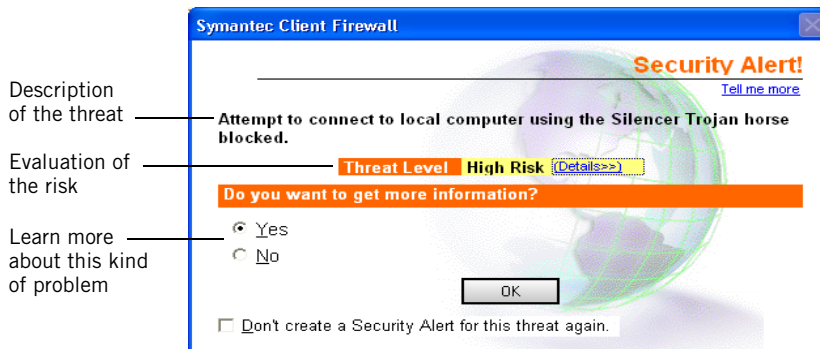 Symantec Client Firewall
Security Alert!
Tell me more
Description
of the threat
Attempt to connect to local computer using the Silencer Trojan horse
blocked.
Evaluation of
the risk
Threat Level High Risk (Details>>)
Do you want to get more information?
Learn more
about this kind
of problem
Yes
No
OK
Don't create a Security Alert for this threat again.